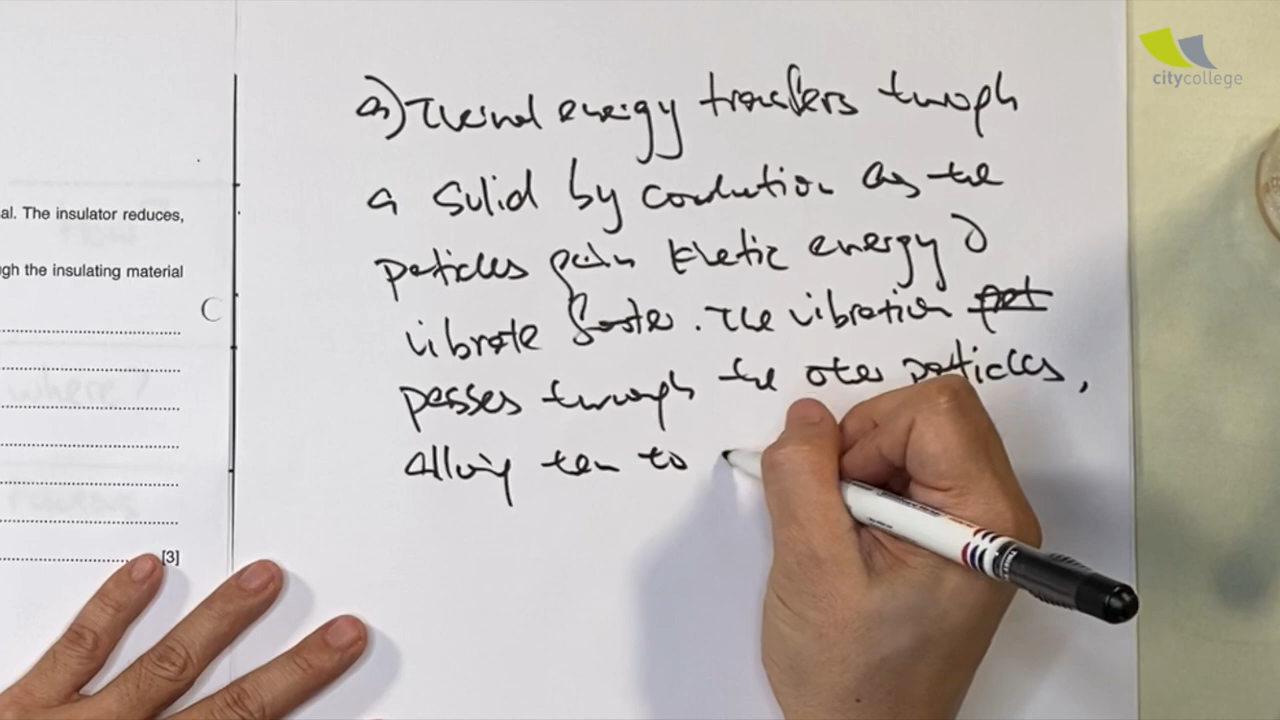 citycollege
al. The insulator reduces,
gh the insulating material
C
[3]
a) Thermal energy transfers through
a solid by conduction as the
particles gain kinetic energy &
vibrate faster. The vibration
passes through the other particles,
allowing them to